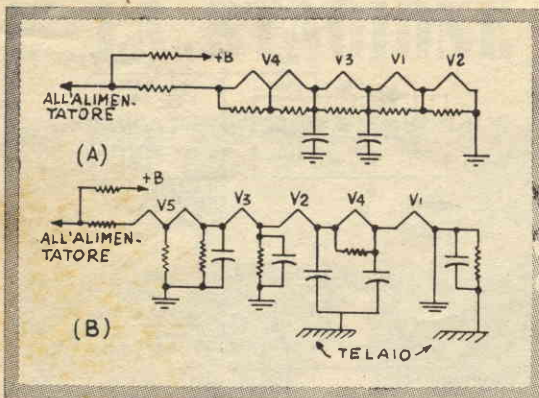 +B
V4
V3
V1
V2
ALL'ALIMEN-
TATORE
(A)
+B
V5
V3
V2
V4
V1
ALL'ALIMEN-
TATORE
(B)
TELAIO